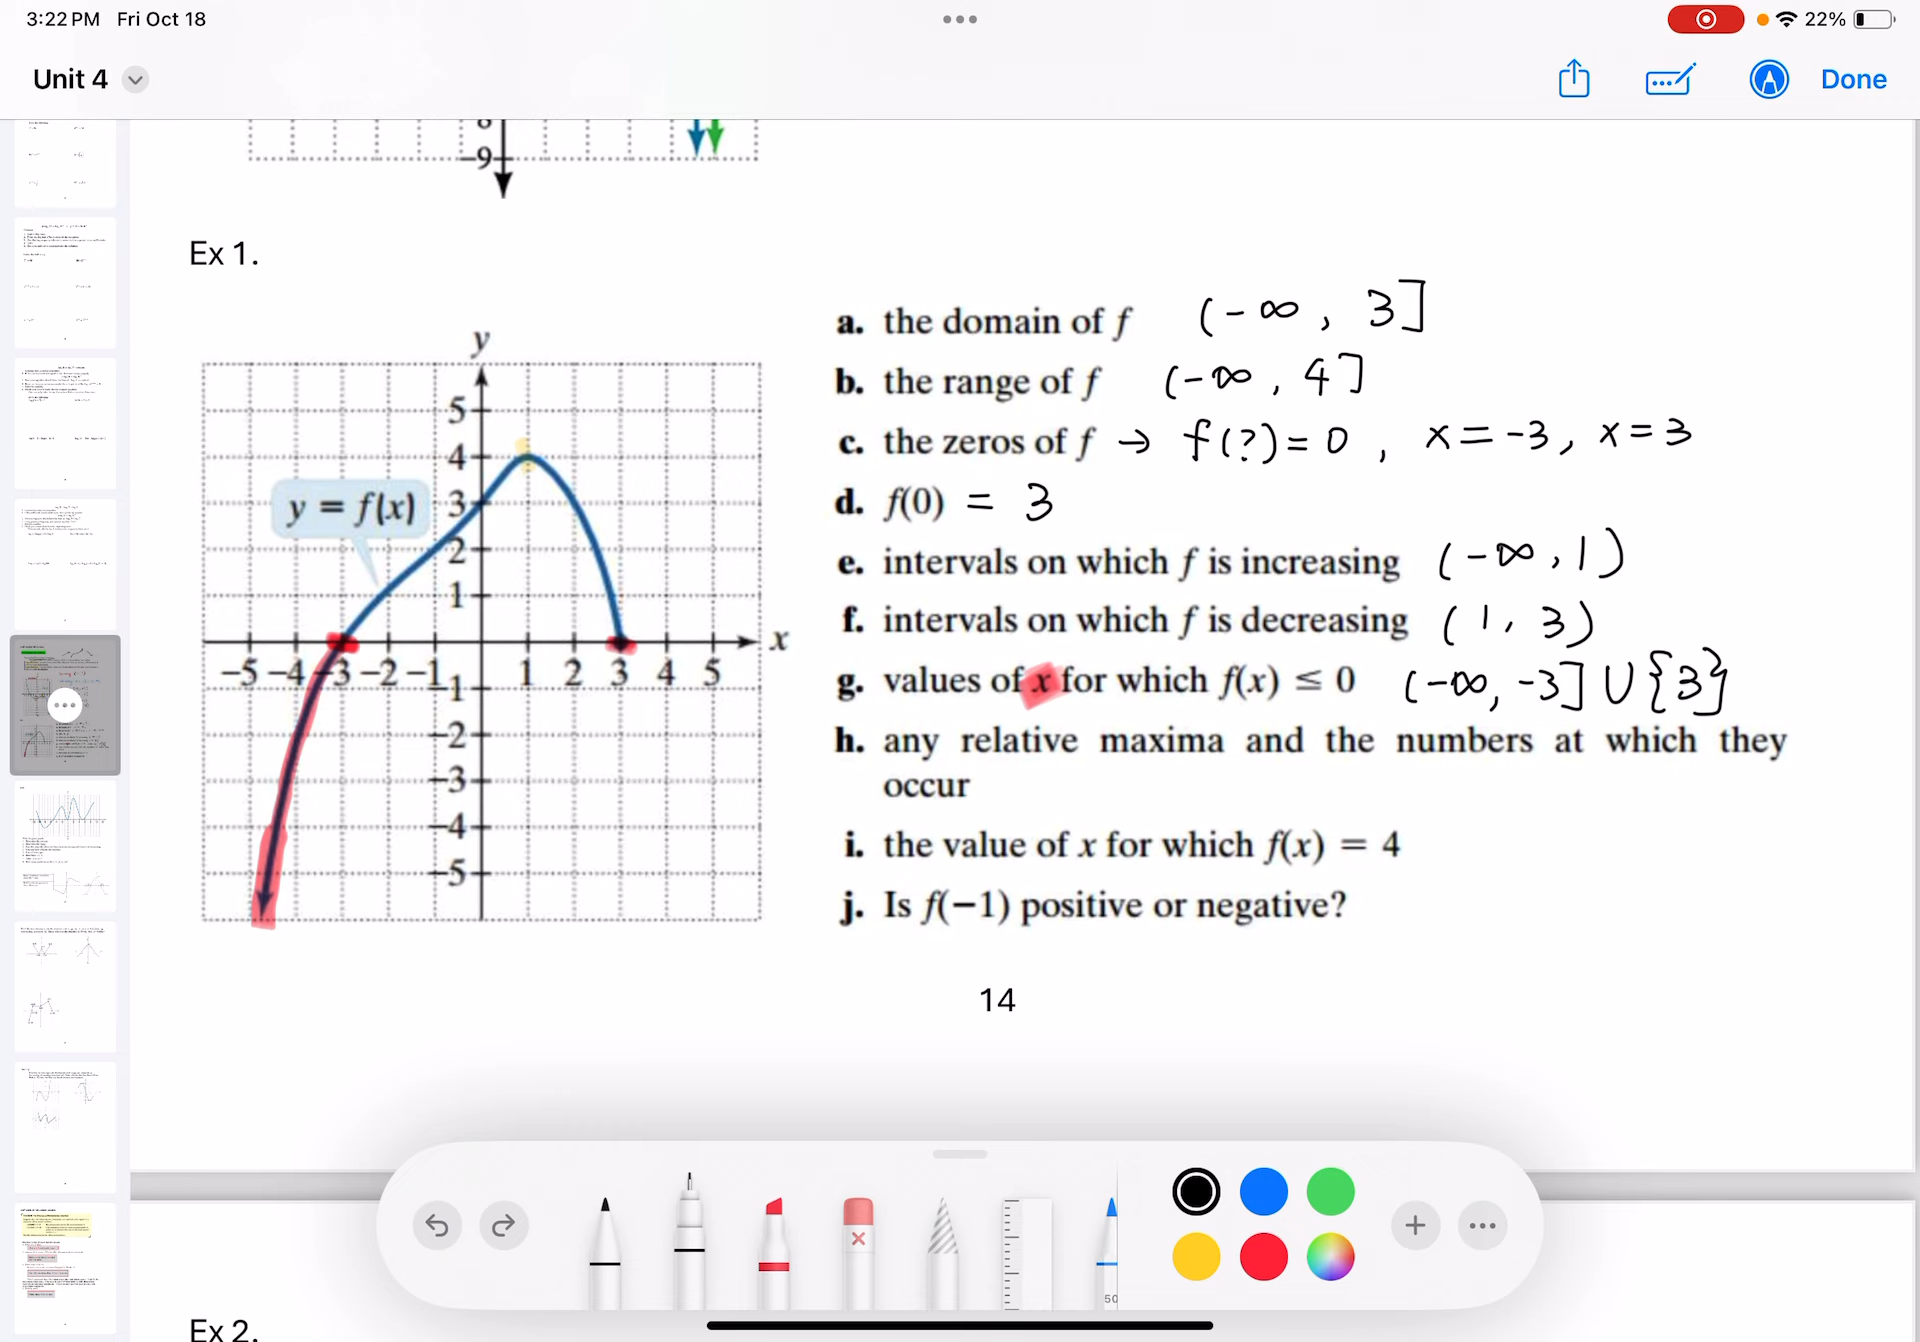 3:22 PM Fri Oct 18
22%
Unit 4
Done
-9
Ex 1.
y
5
4
y = f(x)
3
2
1
x
-5 -4 -3 -2 -1 1 2 3 4 5
-1
-2
-3
-4
-5
a. the domain of f (-∞, 3]
b. the range of f (-∞, 4]
c. the zeros of f → f(?) = 0, x = -3, x = 3
d. f(0) = 3
e. intervals on which f is increasing (-∞, 1)
f. intervals on which f is decreasing (1, 3)
g. values of x for which f(x) ≤ 0 (-∞, -3] ∪ {3}
h. any relative maxima and the numbers at which they
occur
i. the value of x for which f(x) = 4
j. Is f(−1) positive or negative?
14
50
Ex 2.